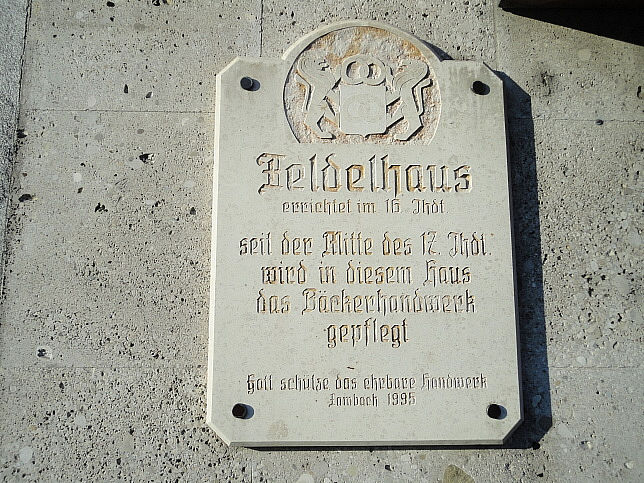 Feldelhaus
errichtet im 16. Jhdt.
seit der Mitte des 17. Jhdt.
wird in diesem Haus
das Bäckerhandwerk
gepflegt
Gott schütze das ehrbare Handwerk
Lambach 1995